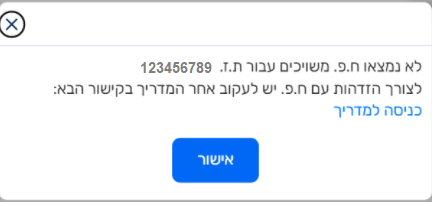 לא נמצאו ח.פ. משויכים עבור ת.ז. 123456789
לצורך הזדהות עם ח.פ. יש לעקוב אחר המדריך בקישור הבא:
כניסה למדריך
אישור